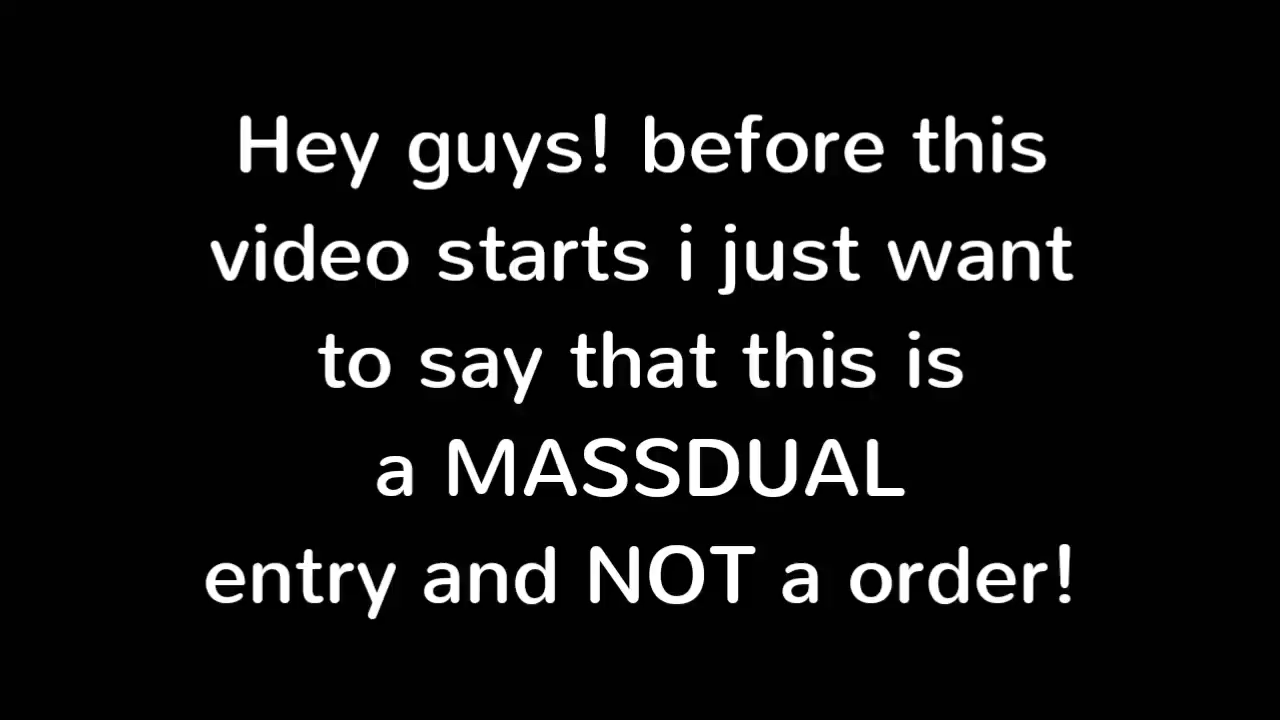 Hey guys! before this
video starts i just want
to say that this is
a MASSDUAL
entry and NOT a order!